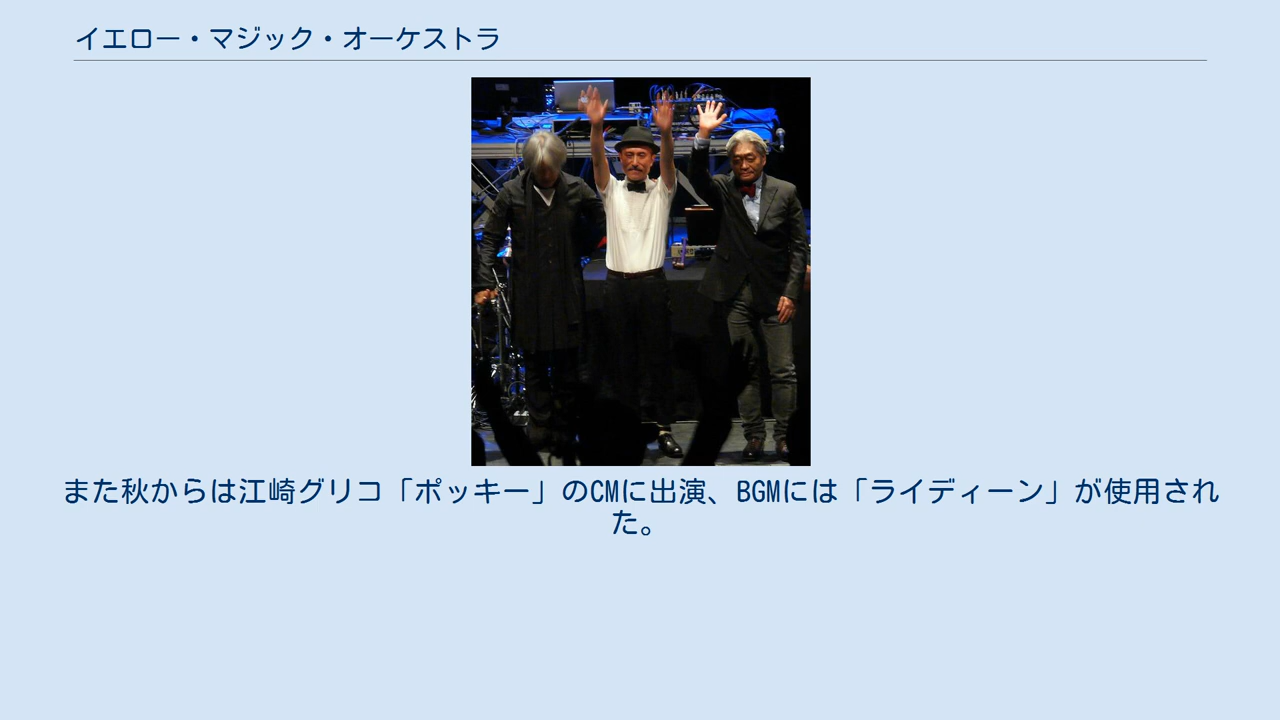 イエロー・マジック・オーケストラ
また秋からは江崎グリコ「ポッキー」のCMに出演、BGMには「ライディーン」が使用され
た。